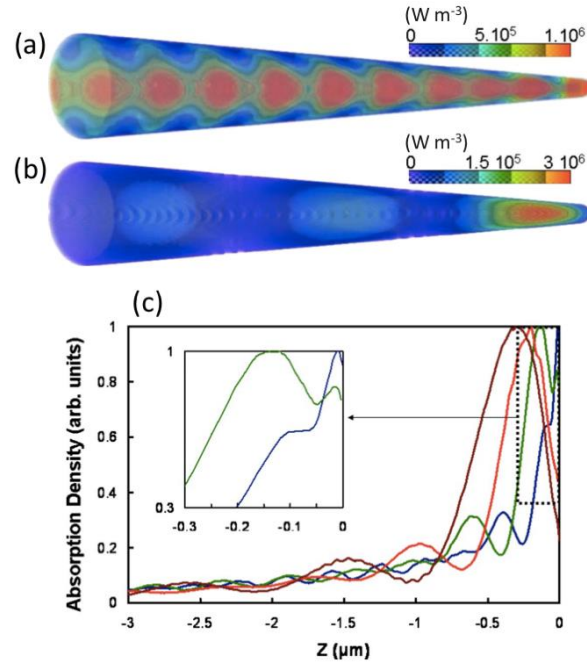 (a)
(W m-3)
0 5.10⁵ 1.10⁶
(b)
(W m-3)
0 1.5 10⁵ 3 10⁶
(c)
Absorption Density (arb. units)
1
0.8
0.6
0.4
0.2
0
-3 -2.5 -2 -1.5 -1 -0.5 0
Z (µm)
1
0.3
-0.3 -0.2 -0.1 0